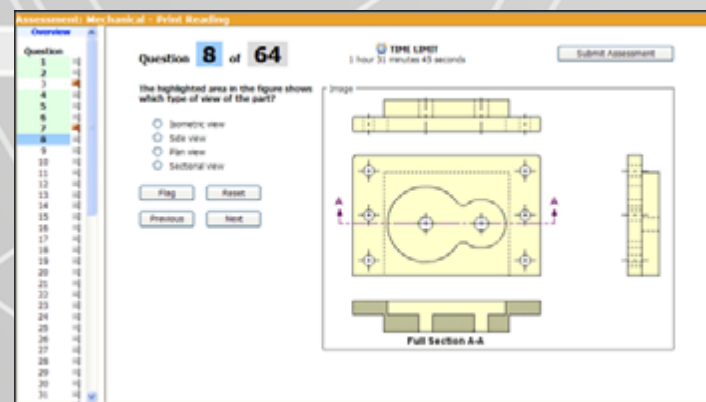 Assessment: Mechanical - Print Reading
Overview
Question
1
2
3
4
5
6
7
8
9
10
11
12
13
14
15
16
17
18
19
20
21
22
23
24
25
26
27
28
29
30
31
Question 8 of 64
TIME LIMIT
1 hour 31 minutes 45 seconds
Submit Assessment
The highlighted area in the figure shows
which type of view of the part?
Isometric view
Side view
Plan view
Sectional view
Flag
Reset
Previous
Next
Image
A
A
Full Section A-A